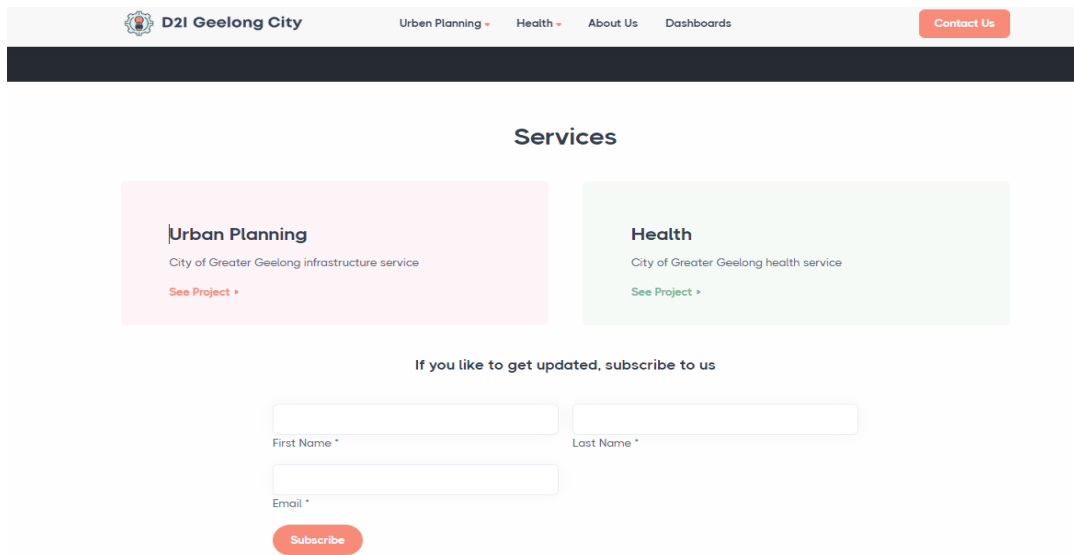 D2I Geelong City
Urben Planning
Health
About Us
Dashboards
Contact Us
Services
Urban Planning
City of Greater Geelong infrastructure service
See Project
Health
City of Greater Geelong health service
See Project
If you like to get updated, subscribe to us
First Name *
Last Name *
Email *
Subscribe